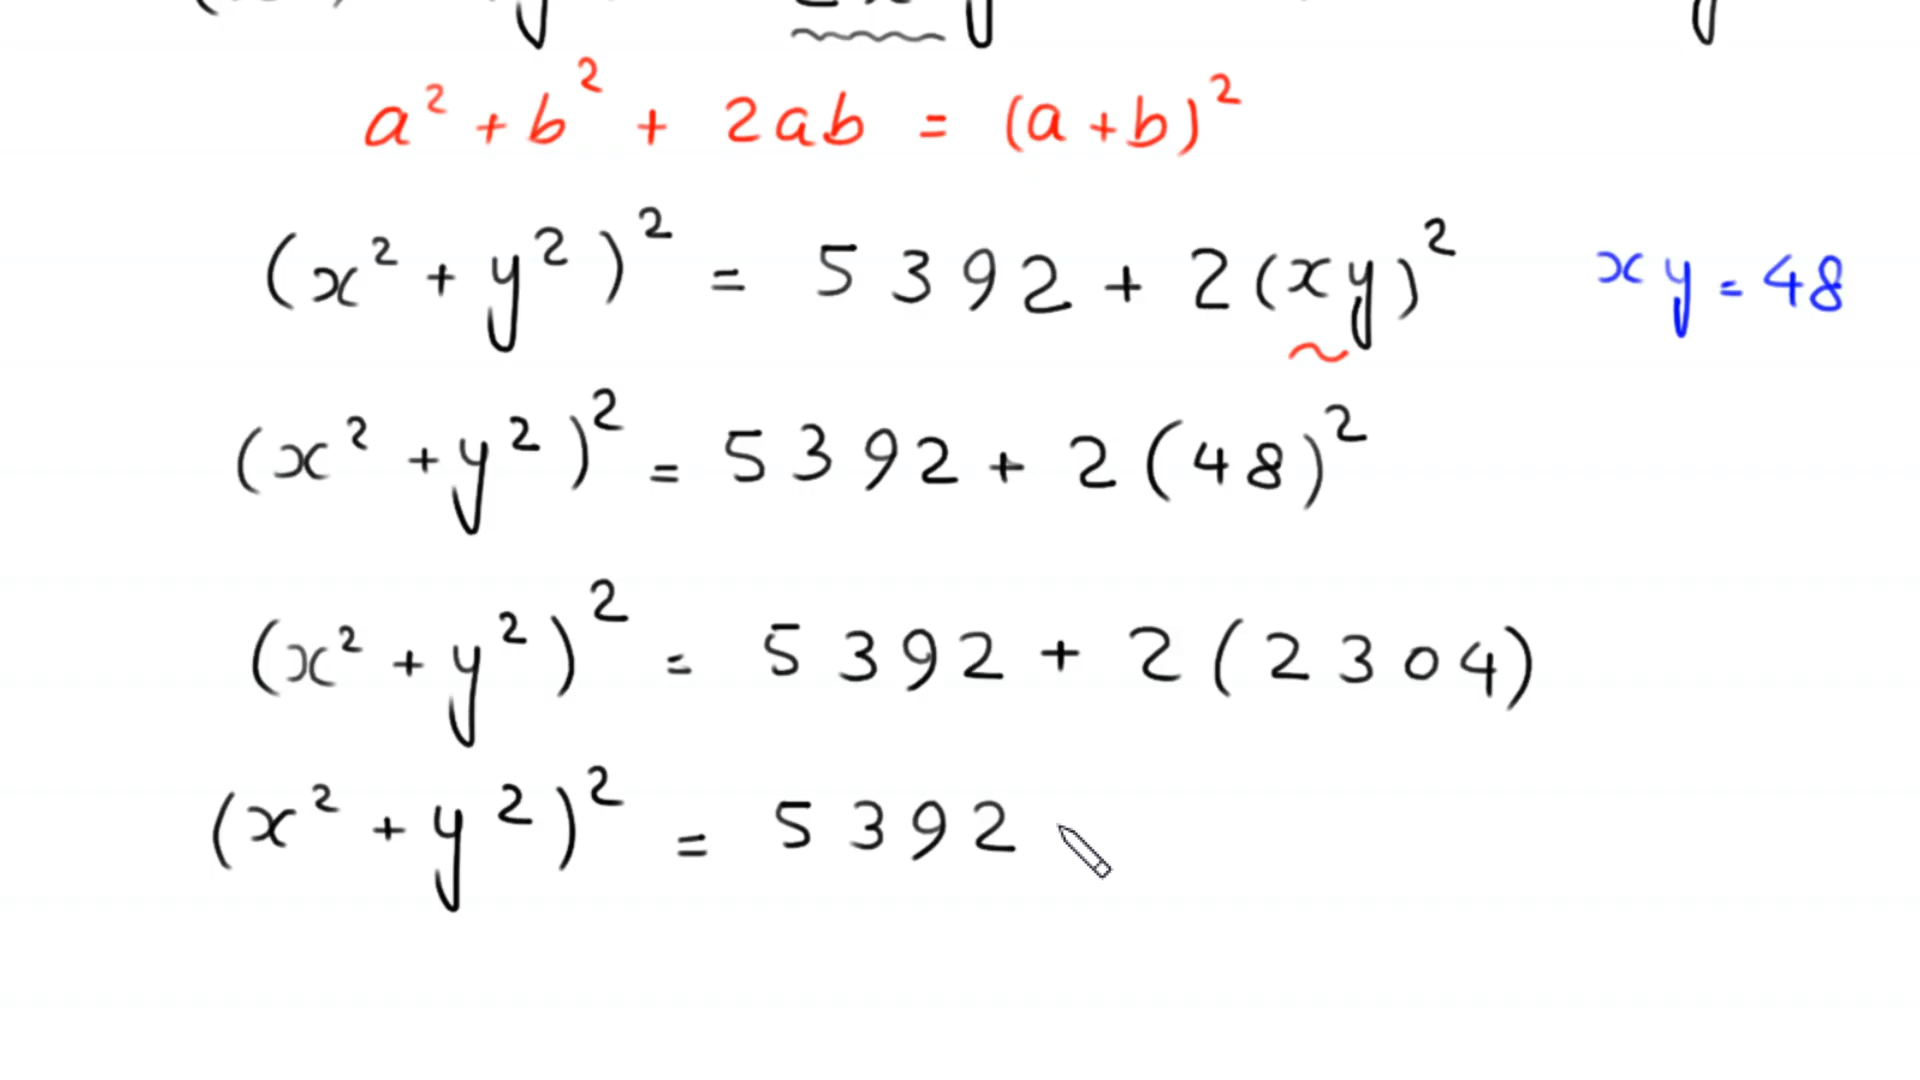 a² + b² + 2ab = (a + b)²
(x² + y²)² = 5392 + 2(xy)² xy = 48
(x² + y²)² = 5392 + 2(48)²
(x² + y²)² = 5392 + 2(2304)
(x² + y²)² = 5392